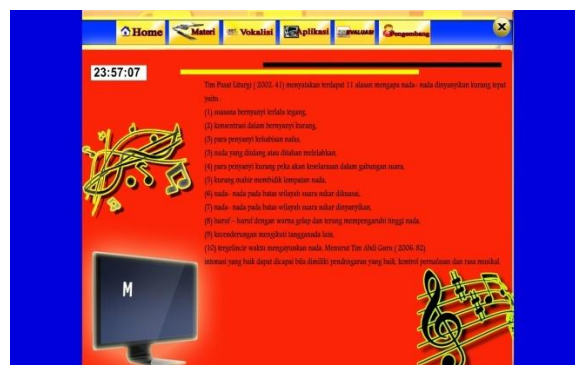 Home Materi Vokalisi Aplikasi EVALUASI Pengembang
X
23:57:07
Tim Pusat Liturgi ( 2002. 41) menyatakan terdapat 11 alasan mengapa nada- nada dinyanyikan kurang tepat
yaitu :
(1) suasana bernyanyi terlalu tegang,
(2) konsentrasi dalam bernyanyi kurang,
(3) para penyanyi kehabisan nafas,
(3) nada yang diulang atau ditahan melelahkan,
(4) para penyanyi kurang peka akan keselarasan dalam gabungan suara,
(5) kurang mahir membidik lompatan nada,
(6) nada- nada pada batas wilayah suara sukar dikuasai,
(7) nada- nada pada batas wilayah suara sukar dinyanyikan,
(8) huruf – huruf dengan warna gelap dan terang mempengaruhi tinggi nada,
(9) kecenderungan mengikuti tangganada lain,
(10) tergelincir waktu mengayunkan nada. Menurut Tim Abdi Guru ( 2006. 82)
intonasi yang baik dapat dicapai bila dimiliki pendengaran yang baik, kontrol pernafasan dan rasa musikal.
M